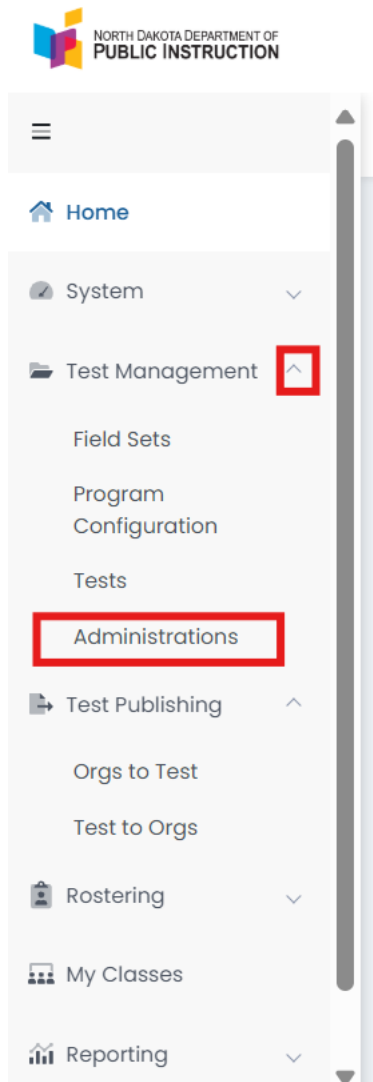 NORTH DAKOTA DEPARTMENT OF
PUBLIC INSTRUCTION
Home
System
Test Management
Field Sets
Program
Configuration
Tests
Administrations
Test Publishing
Orgs to Test
Test to Orgs
Rostering
My Classes
Reporting